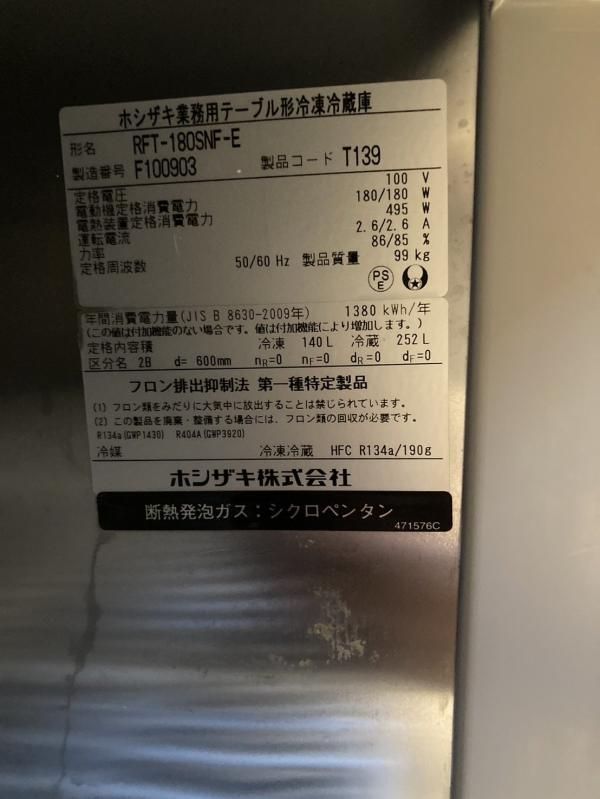 ホシザキ業務用テーブル形冷凍冷蔵庫
形名 RFT-180SNF-E
製造番号 F100903 製品コード T139
定格電圧 100 V
電動機定格消費電力 180/180 W
電熱装置定格消費電力 495 W
運転電流 2.6/2.6 A
力率 86/85 %
定格周波数 50/60 Hz 製品質量 99 kg
PS
E
年間消費電力量(JIS B 8630-2009年) 1380 kWh/年
(この値は付加機能のない場合です。値は付加機能により増加します。)
定格内容積 冷凍 140 L 冷蔵 252 L
区分名 2B d= 600mm nR=0 nF=0 dR=0 dF=0
フロン排出抑制法 第一種特定製品
(1) フロン類をみだりに大気中に放出することは禁じられています。
(2) この製品を廃棄・整備する場合には、フロン類の回収が必要です。
R134a(GWP1430) R404A(GWP3920)
冷媒 冷凍冷蔵 HFC R134a/190g
ホシザキ株式会社
断熱発泡ガス：シクロペンタン
471576C